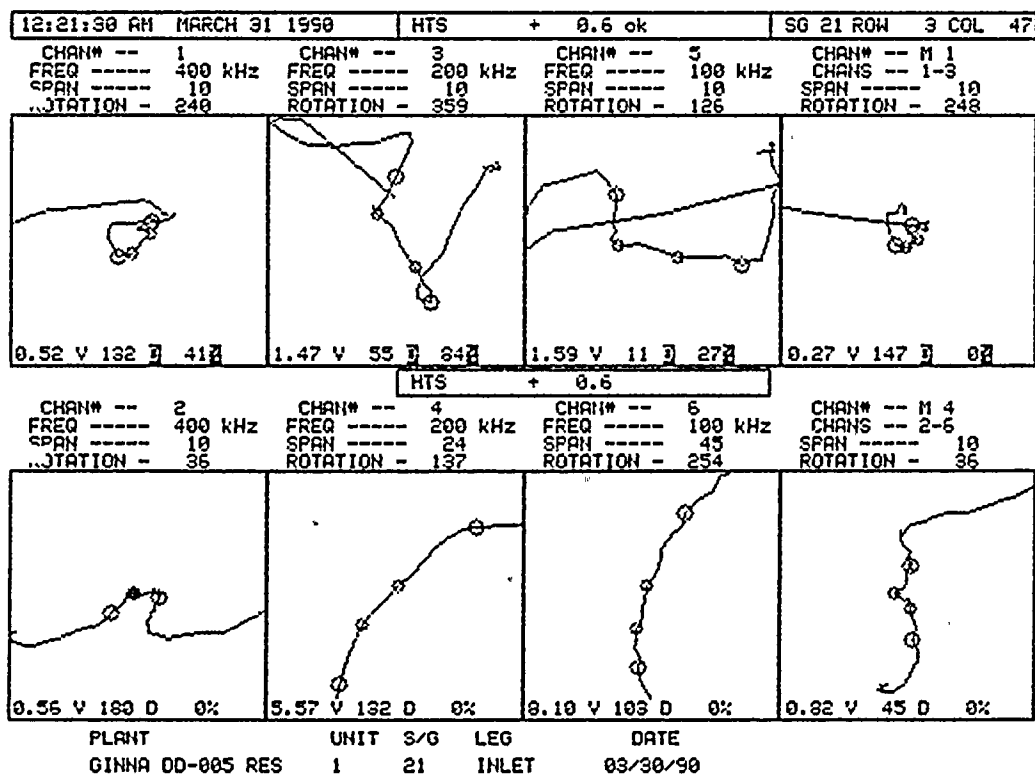 12:21:30 AM MARCH 31 1990 HTS + 0.6 ok SG 21 ROW 3 COL 47
CHAN# -- 1 CHAN# -- 3 CHAN# -- 5 CHAN# -- M 1
FREQ ----- 400 kHz FREQ ----- 200 kHz FREQ ----- 100 kHz CHANS -- 1-3
SPAN ----- 10 SPAN ----- 10 SPAN ----- 10 SPAN ----- 10
ROTATION - 240 ROTATION - 359 ROTATION - 126 ROTATION - 248
0.52 V 132 D 41% 1.47 V 55 D 84% 1.59 V 11 D 27% 0.27 V 147 D 0%
HTS + 0.6
CHAN# -- 2 CHAN# -- 4 CHAN# -- 6 CHAN# -- M 4
FREQ ----- 400 kHz FREQ ----- 200 kHz FREQ ----- 100 kHz CHANS -- 2-6
SPAN ----- 10 SPAN ----- 24 SPAN ----- 45 SPAN ----- 10
ROTATION - 36 ROTATION - 137 ROTATION - 254 ROTATION - 36
0.56 V 180 D 0% 5.57 V 132 D 0% 8.10 V 103 D 0% 0.82 V 45 D 0%
PLANT UNIT S/G LEG DATE
GINNA OD-005 RES 1 21 INLET 03/30/90